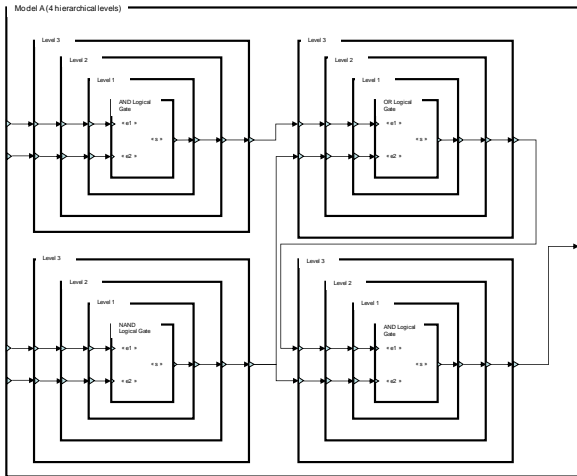 Model A (4 hierarchical levels)
Level 3
Level 2
Level 1
AND Logical
Gate
« e1 »
« s »
« e2 »
Level 3
Level 2
Level 1
OR Logical
Gate
« e1 »
« s »
« e2 »
Level 3
Level 2
Level 1
NAND
Logical Gate
« e1 »
« s »
« e2 »
Level 3
Level 2
Level 1
AND Logical
Gate
« e1 »
« s »
« e2 »